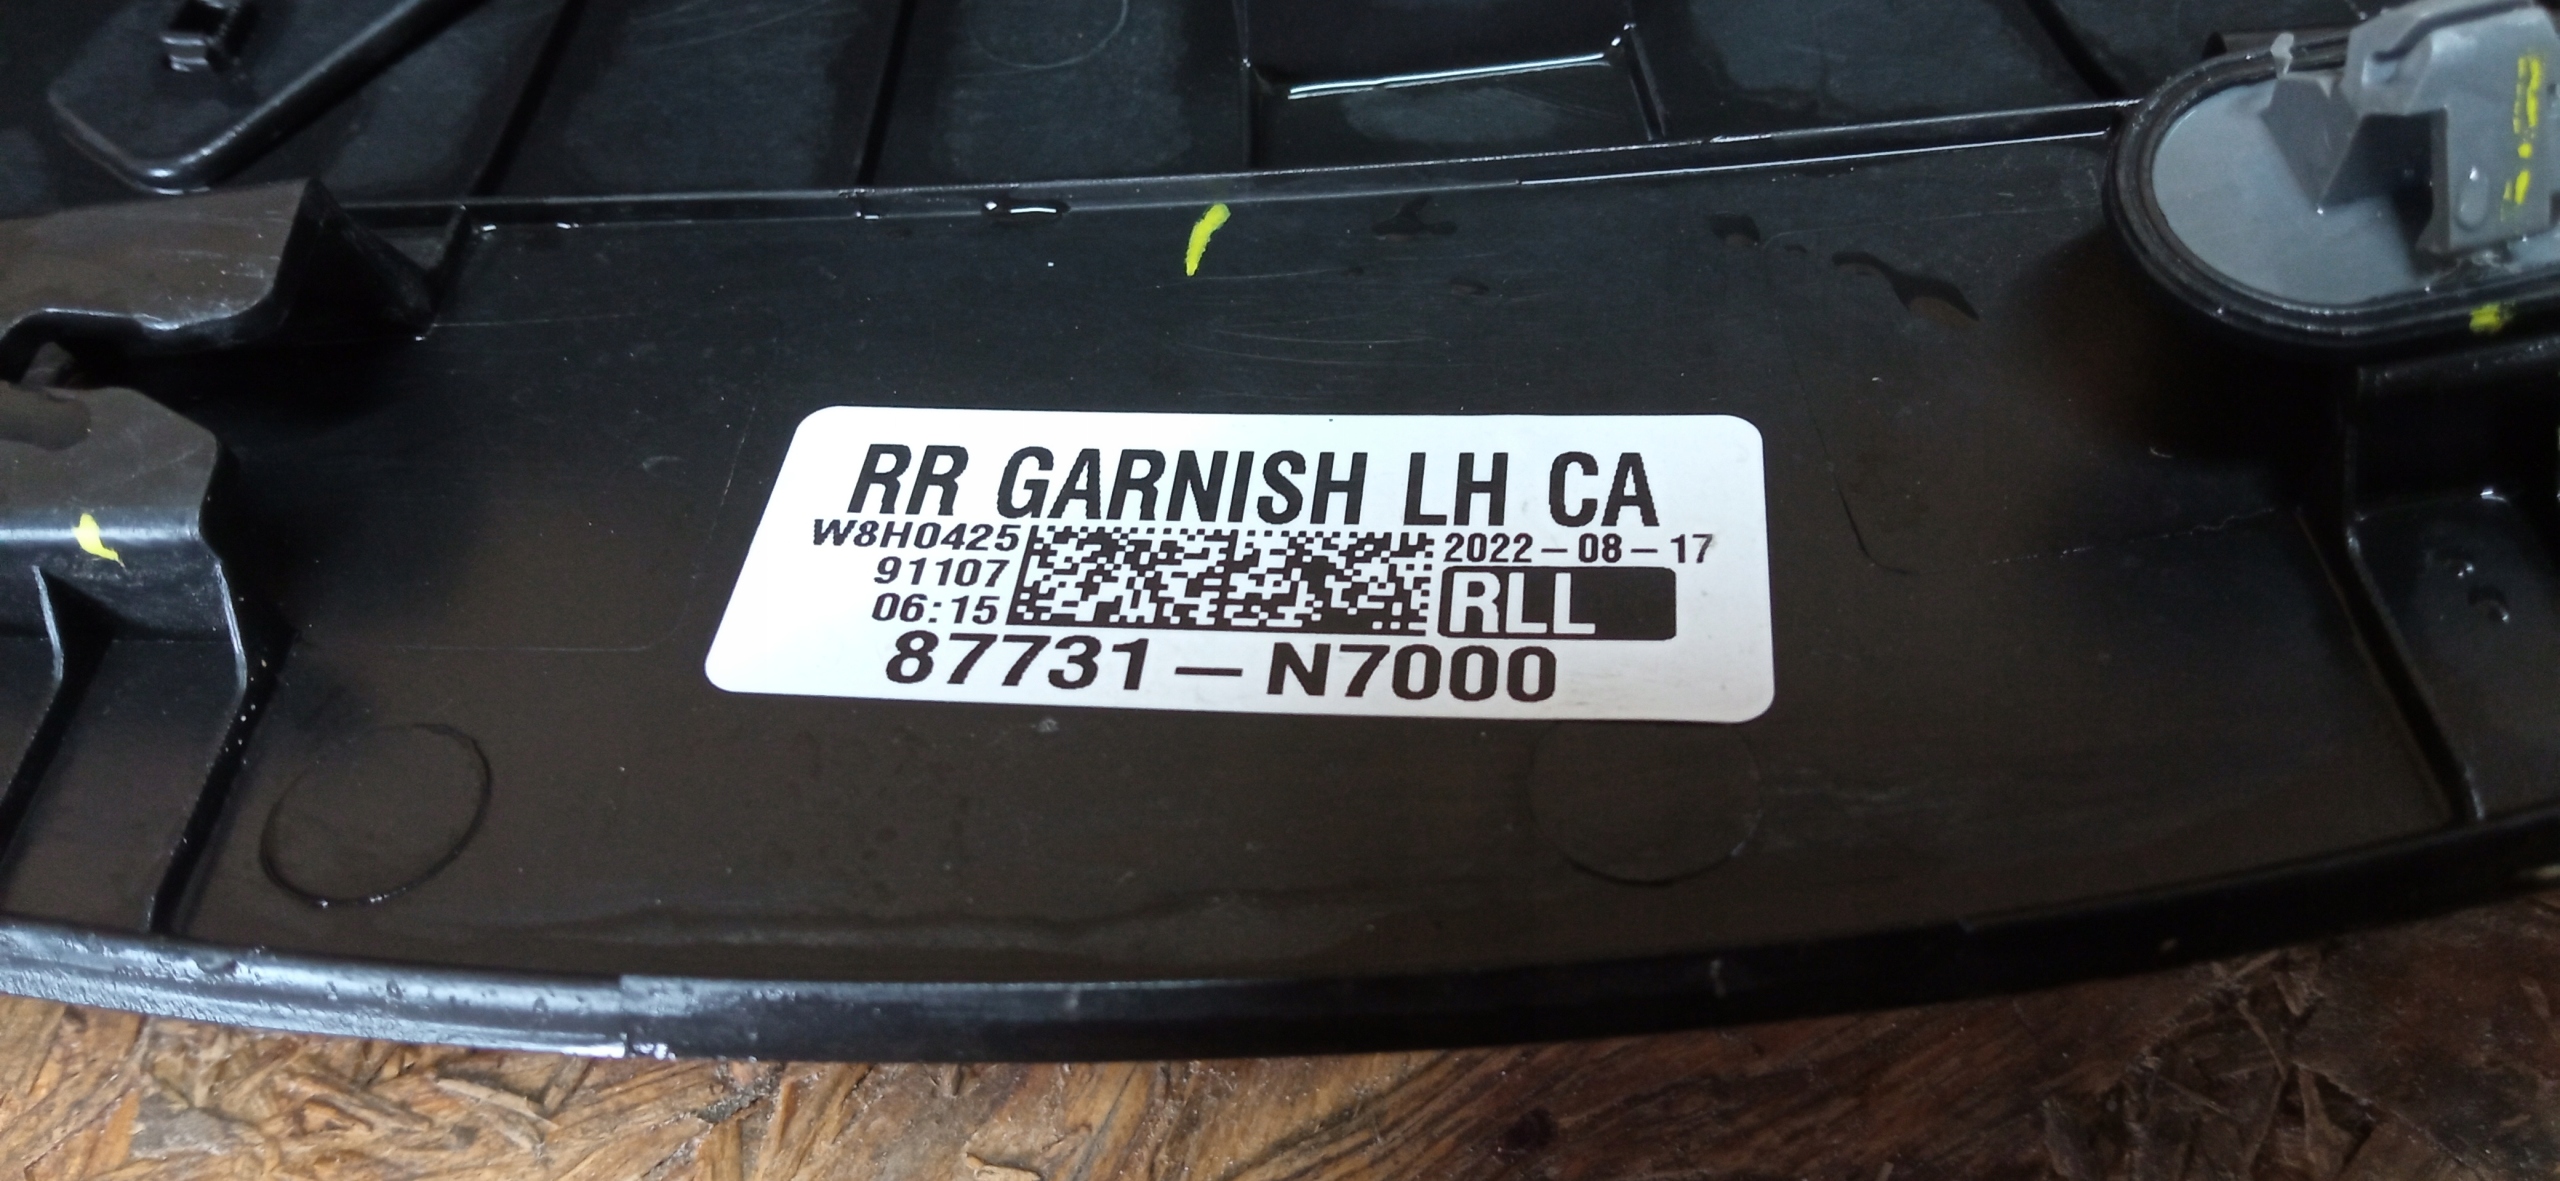 RR GARNISH LH CA
W8H0425
2022-08-17
91107
RLL
06:15
87731-N7000